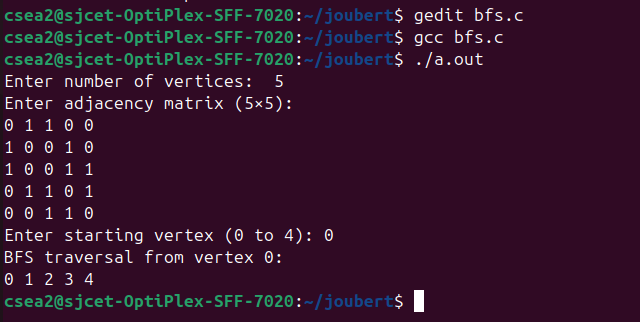 csea2@sjcet-OptiPlex-SFF-7020:~/joubert$ gedit bfs.c
csea2@sjcet-OptiPlex-SFF-7020:~/joubert$ gcc bfs.c
csea2@sjcet-OptiPlex-SFF-7020:~/joubert$ ./a.out
Enter number of vertices:  5
Enter adjacency matrix (5×5):
0 1 1 0 0
1 0 0 1 0
1 0 0 1 1
0 1 1 0 1
0 0 1 1 0
Enter starting vertex (0 to 4): 0
BFS traversal from vertex 0:
0 1 2 3 4
csea2@sjcet-OptiPlex-SFF-7020:~/joubert$